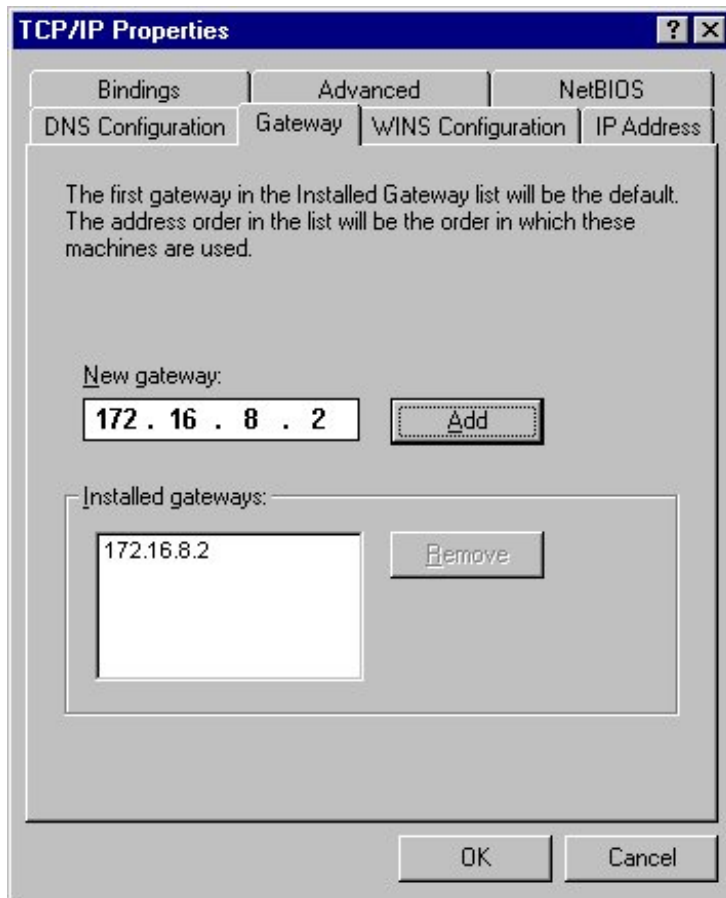 TCP/IP Properties
Bindings Advanced NetBIOS
DNS Configuration Gateway WINS Configuration IP Address
The first gateway in the Installed Gateway list will be the default.
The address order in the list will be the order in which these
machines are used.
New gateway:
172 . 16 . 8 . 2 Add
Installed gateways:
172.16.8.2 Remove
OK Cancel